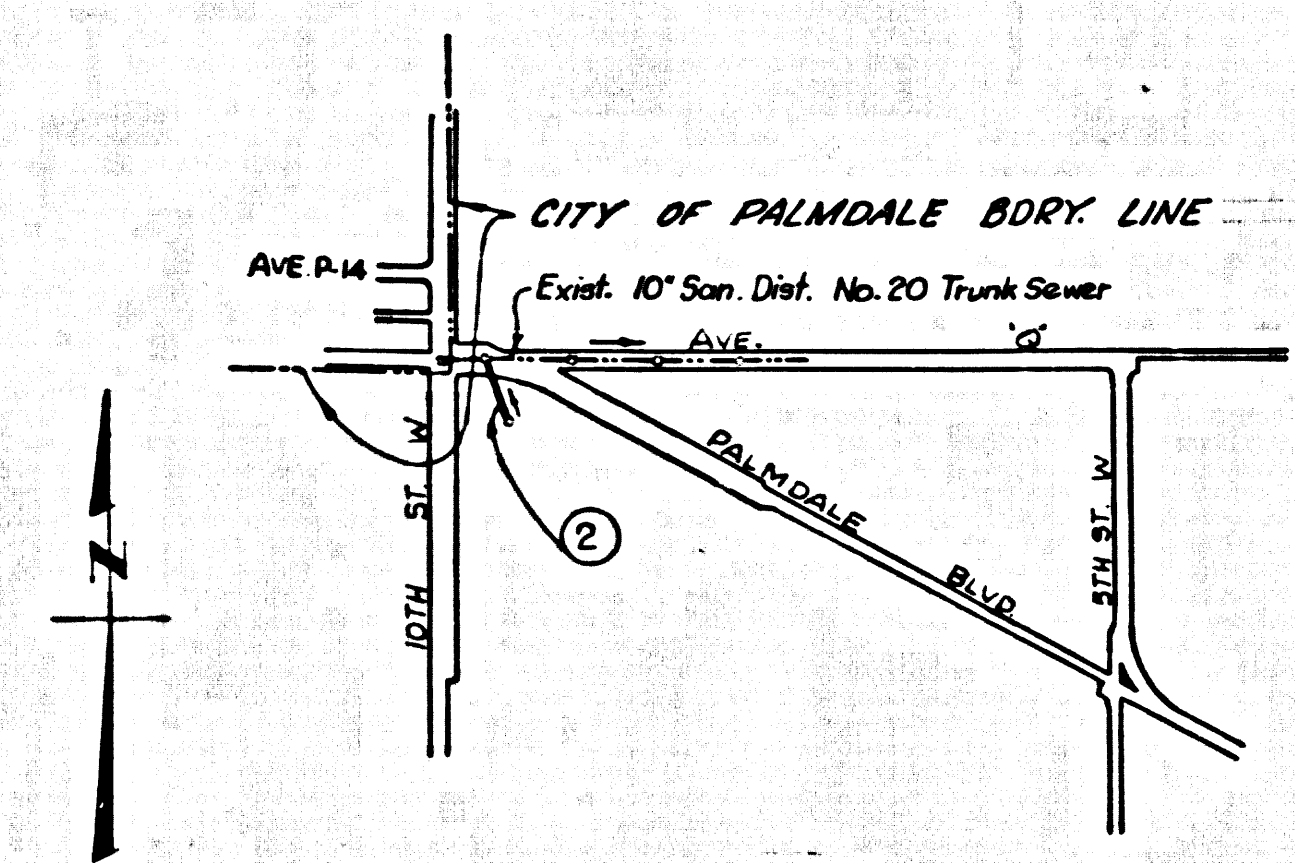 CITY OF PALMDALE BDRY. LINE
AVE. P-14
Exist. 10" San. Dist. No. 20 Trunk Sewer
AVE. "Q"
10TH ST. W
PALMDALE BLVD.
5TH ST. W
2
N